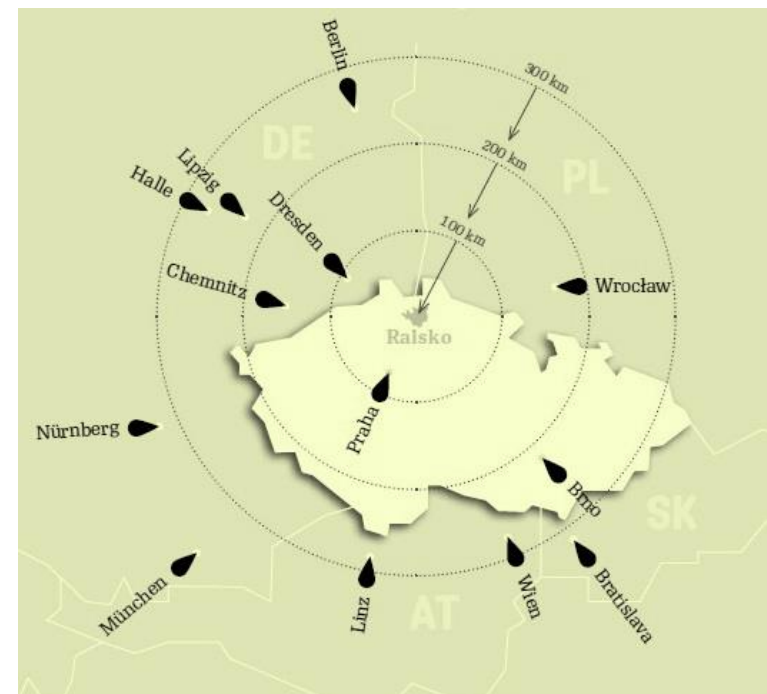 Berlin
300 km
DE
200 km
Lipzig
Halle
PL
Dresden
100 km
Chemnitz
Wrocław
Ralsko
Praha
Nürnberg
Brno
SK
München
Linz
AT
Wien
Bratislava